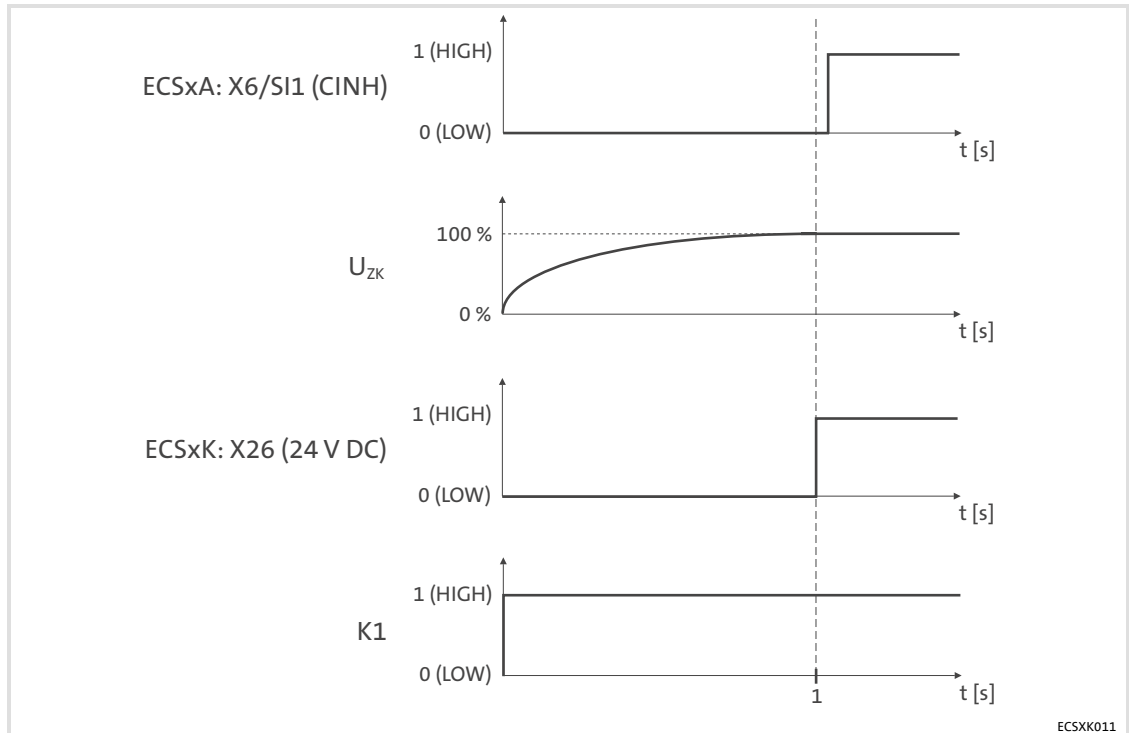 1 (HIGH)
ECSxA: X6/SI1 (CINH)
0 (LOW)
t [s]
100 %
UZK
0 %
t [s]
1 (HIGH)
ECSxK: X26 (24 V DC)
0 (LOW)
t [s]
1 (HIGH)
K1
0 (LOW)
1
t [s]
ECSXK011